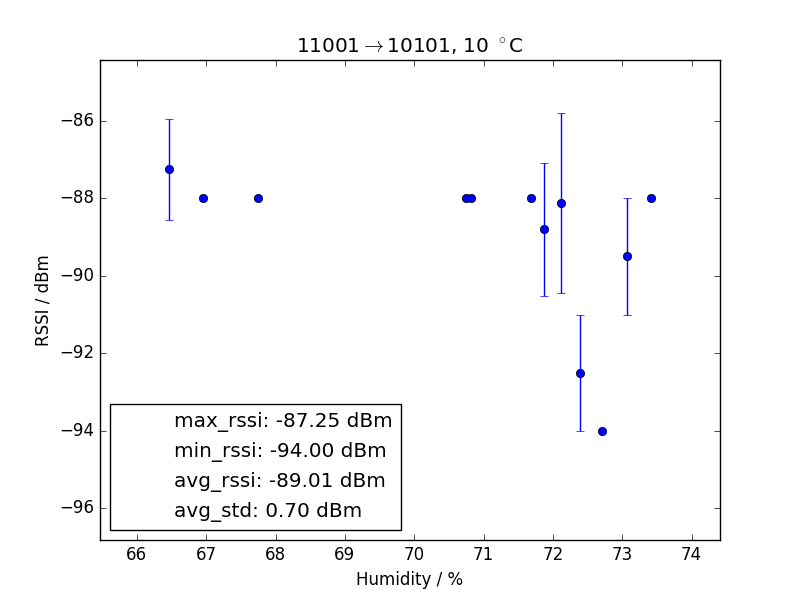 11001→10101, 10 °C
RSSI / dBm
−86
−88
−90
−92
−94
−96
max_rssi: -87.25 dBm
min_rssi: -94.00 dBm
avg_rssi: -89.01 dBm
avg_std: 0.70 dBm
66 67 68 69 70 71 72 73 74
Humidity / %